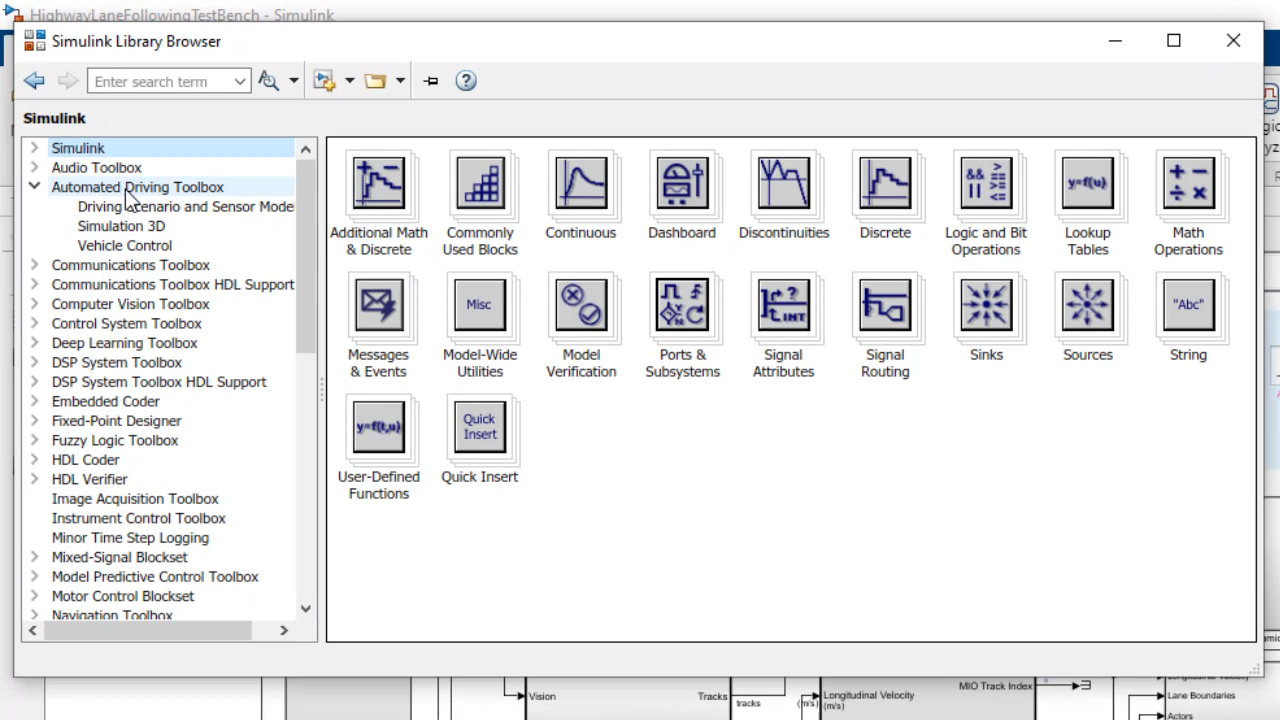 HighwayLaneFollowingTestBench - Simulink
Simulink Library Browser
Enter search term
Simulink
Simulink
Audio Toolbox
Automated Driving Toolbox
Driving Scenario and Sensor Mode
Simulation 3D
Vehicle Control
Communications Toolbox
Communications Toolbox HDL Support
Computer Vision Toolbox
Control System Toolbox
Deep Learning Toolbox
DSP System Toolbox
DSP System Toolbox HDL Support
Embedded Coder
Fixed-Point Designer
Fuzzy Logic Toolbox
HDL Coder
HDL Verifier
Image Acquisition Toolbox
Instrument Control Toolbox
Minor Time Step Logging
Mixed-Signal Blockset
Model Predictive Control Toolbox
Motor Control Blockset
Navigation Toolbox
Additional Math
& Discrete
Commonly
Used Blocks
Continuous
Dashboard
Discontinuities
Discrete
Logic and Bit
Operations
y=f(u)
Lookup
Tables
Math
Operations
Messages
& Events
Misc
Model-Wide
Utilities
Model
Verification
Ports &
Subsystems
Signal
Attributes
Signal
Routing
Sinks
Sources
"Abc"
String
y=f(t,u)
User-Defined
Functions
Quick
Insert
Quick Insert
Vision
Tracks
tracks
(m/s)
Longitudinal Velocity
(m/s)
MIO Track Index
Lane Boundaries
Actors